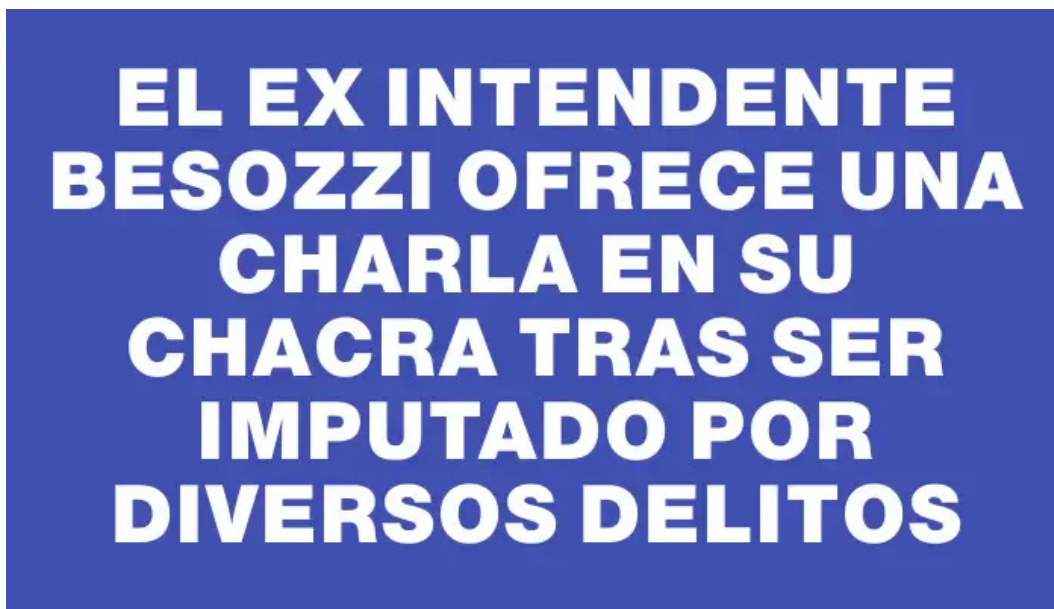 EL EX INTENDENTE
BESOZZI OFRECE UNA
CHARLA EN SU
CHACRA TRAS SER
IMPUTADO POR
DIVERSOS DELITOS